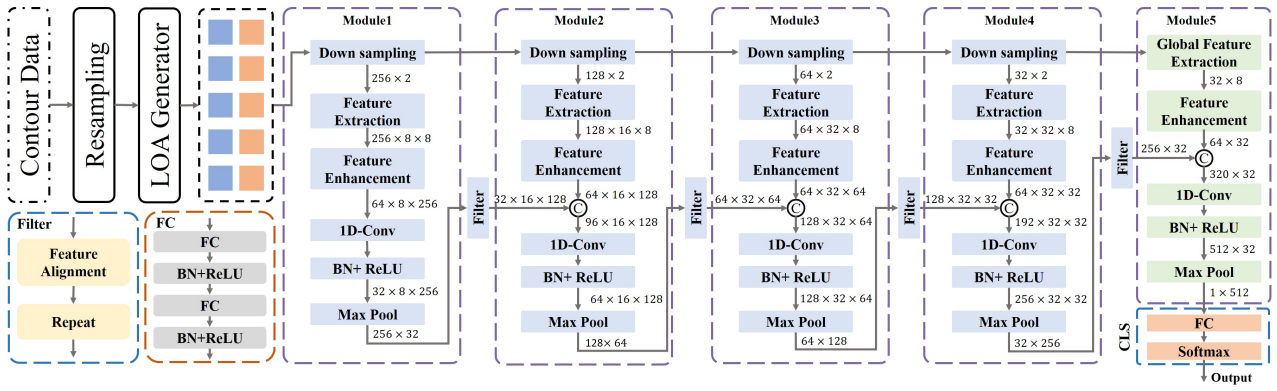 Contour Data
Resampling
LOA Generator
Filter
Feature
Alignment
Repeat
FC
FC
BN+ReLU
FC
BN+ReLU
Module1
Down sampling
256 × 2
Feature
Extraction
256 × 8 × 8
Feature
Enhancement
64 × 8 × 256
1D-Conv
BN+ ReLU
32 × 8 × 256
Max Pool
256 × 32
Filter
Module2
Down sampling
128 × 2
Feature
Extraction
128 × 16 × 8
Feature
Enhancement
64 × 16 × 128
32 × 16 × 128
C
96 × 16 × 128
1D-Conv
BN+ ReLU
64 × 16 × 128
Max Pool
128× 64
Filter
Module3
Down sampling
64 × 2
Feature
Extraction
64 × 32 × 8
Feature
Enhancement
64 × 32 × 64
64 × 32 × 64
C
128 × 32 × 64
1D-Conv
BN+ ReLU
128 × 32 × 64
Max Pool
64 × 128
Filter
Module4
Down sampling
32 × 2
Feature
Extraction
32 × 32 × 8
Feature
Enhancement
64 × 32 × 32
128 × 32 × 32
C
192 × 32 × 32
1D-Conv
BN+ ReLU
256 × 32 × 32
Max Pool
32 × 256
Filter
Module5
Global Feature
Extraction
32 × 8
Feature
Enhancement
64 × 32
256 × 32
C
320 × 32
1D-Conv
BN+ ReLU
512 × 32
Max Pool
1 × 512
CLS
FC
Softmax
Output